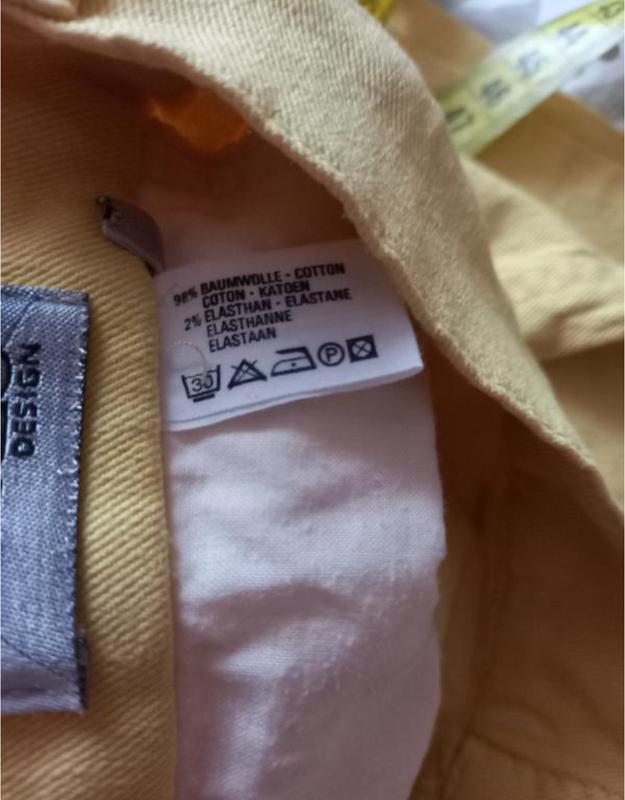 98% BAUMWOLLE - COTTON
COTON - KATOEN
2% ELASTHAN - ELASTANE
ELASTHANNE
ELASTAAN
30 P
DESIGN